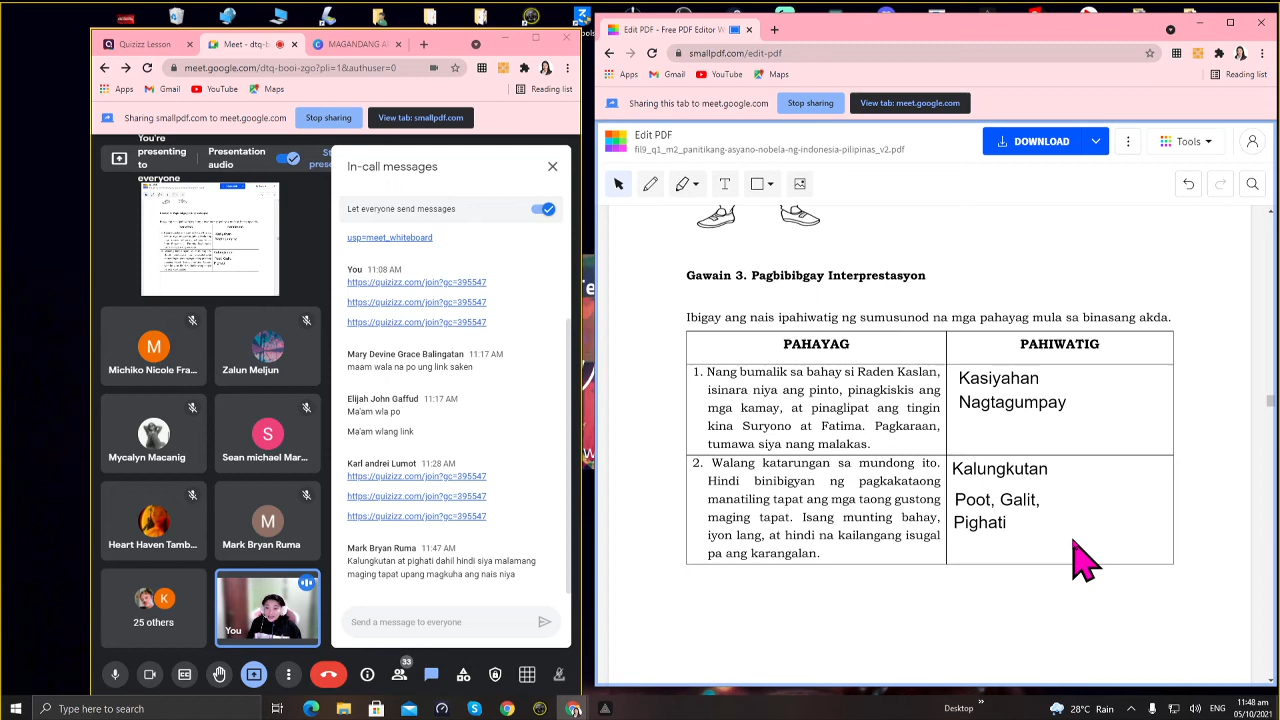 Quizizz Lesson
Meet - dtq-
MAGANDANG A
meet.google.com/dtq-booi-zgo?pli=1&authuser=0
Apps
Gmail
YouTube
Maps
Reading list
Sharing smallpdf.com to meet.google.com
Stop sharing
View tab: smallpdf.com
You're
presenting
to
everyone
Presentation
audio
In-call messages
Let everyone send messages
usp=meet_whiteboard
You 11:08 AM
https://quizizz.com/join?gc=395547
https://quizizz.com/join?gc=395547
https://quizizz.com/join?gc=395547
Mary Devine Grace Balingatan 11:17 AM
maam wala na po ung link saken
Elijah John Gaffud 11:17 AM
Ma'am wla po
Ma'am wlang link
Karl andrei Lumot 11:28 AM
https://quizizz.com/join?gc=395547
https://quizizz.com/join?gc=395547
https://quizizz.com/join?gc=395547
Mark Bryan Ruma 11:47 AM
Kalungkutan at pighati dahil hindi siya malamang
maging tapat upang magkuha ang nais niya
Send a message to everyone
M
Michiko Nicole Fra...
Zalun Meljun
Mycalyn Macanig
S
Sean michael Mar...
Heart Haven Tamb...
M
Mark Bryan Ruma
K
25 others
You
33
Edit PDF - Free PDF Editor W
smallpdf.com/edit-pdf
Apps
Gmail
YouTube
Maps
Reading list
Sharing this tab to meet.google.com
Stop sharing
View tab: meet.google.com
Edit PDF
fil9_q1_m2_panitikang-asyano-nobela-ng-indonesia-pilipinas_v2.pdf
DOWNLOAD
Tools
Gawain 3. Pagbibibgay Interprestasyon
Ibigay ang nais ipahiwatig ng sumusunod na mga pahayag mula sa binasang akda.
PAHAYAG
PAHIWATIG
1. Nang bumalik sa bahay si Raden Kaslan,
isinara niya ang pinto, pinagkiskis ang
mga kamay, at pinaglipat ang tingin
kina Suryono at Fatima. Pagkaraan,
tumawa siya nang malakas.
Kasiyahan
Nagtagumpay
2. Walang katarungan sa mundong ito.
Hindi binibigyan ng pagkakataong
manatiling tapat ang mga taong gustong
maging tapat. Isang munting bahay,
iyon lang, at hindi na kailangang isugal
pa ang karangalan.
Kalungkutan
Poot, Galit,
Pighati
Type here to search
Desktop
28°C Rain
ENG
11:48 am
05/10/2021